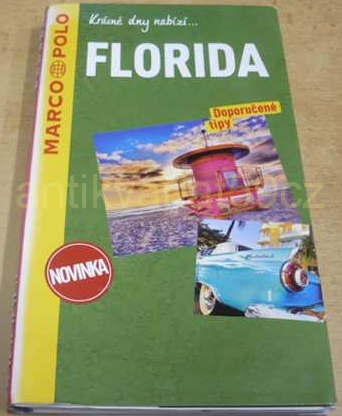 Krásné dny nabízí...
FLORIDA
MARCO POLO
Doporučené
tipy
NOVINKA